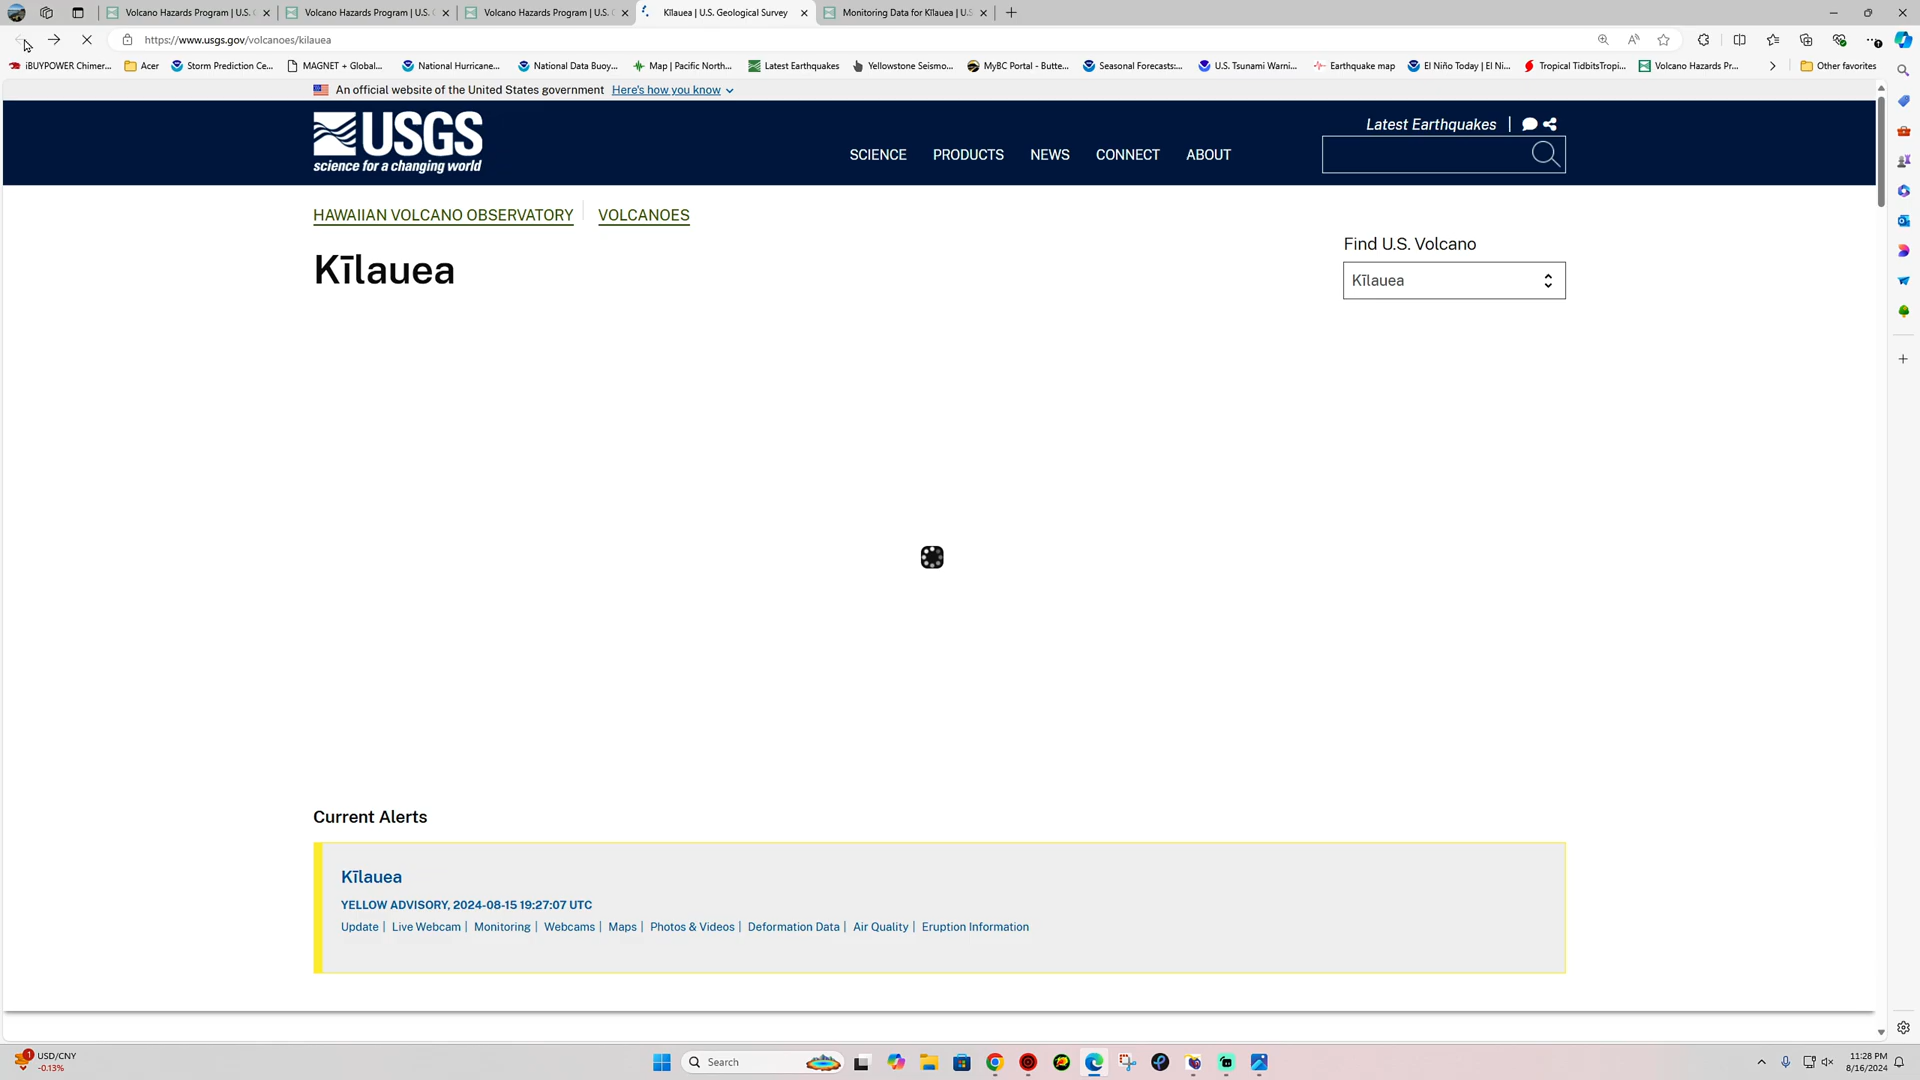 Volcano Hazards Program | U.S. (
Volcano Hazards Program | U.S. (
Volcano Hazards Program | U.S. (
Kīlauea | U.S. Geological Survey
Monitoring Data for Kīlauea | U.S
https://www.usgs.gov/volcanoes/kilauea
iBUYPOWER Chimer...
Acer
Storm Prediction Ce...
MAGNET + Global...
National Hurricane...
National Data Buoy...
Map | Pacific North...
Latest Earthquakes
Yellowstone Seismo...
MyBC Portal - Butte...
Seasonal Forecasts:...
U.S. Tsunami Warni...
Earthquake map
El Niño Today | El Ni...
Tropical TidbitsTropi...
Volcano Hazards Pr...
Other favorites
An official website of the United States government Here's how you know
USGS
science for a changing world
SCIENCE PRODUCTS NEWS CONNECT ABOUT
Latest Earthquakes |
HAWAIIAN VOLCANO OBSERVATORY VOLCANOES
Kīlauea
Find U.S. Volcano
Kīlauea
Current Alerts
Kīlauea
YELLOW ADVISORY, 2024-08-15 19:27:07 UTC
Update | Live Webcam | Monitoring | Webcams | Maps | Photos & Videos | Deformation Data | Air Quality | Eruption Information
1
USD/CNY
-0.13%
Search
11:28 PM
8/16/2024